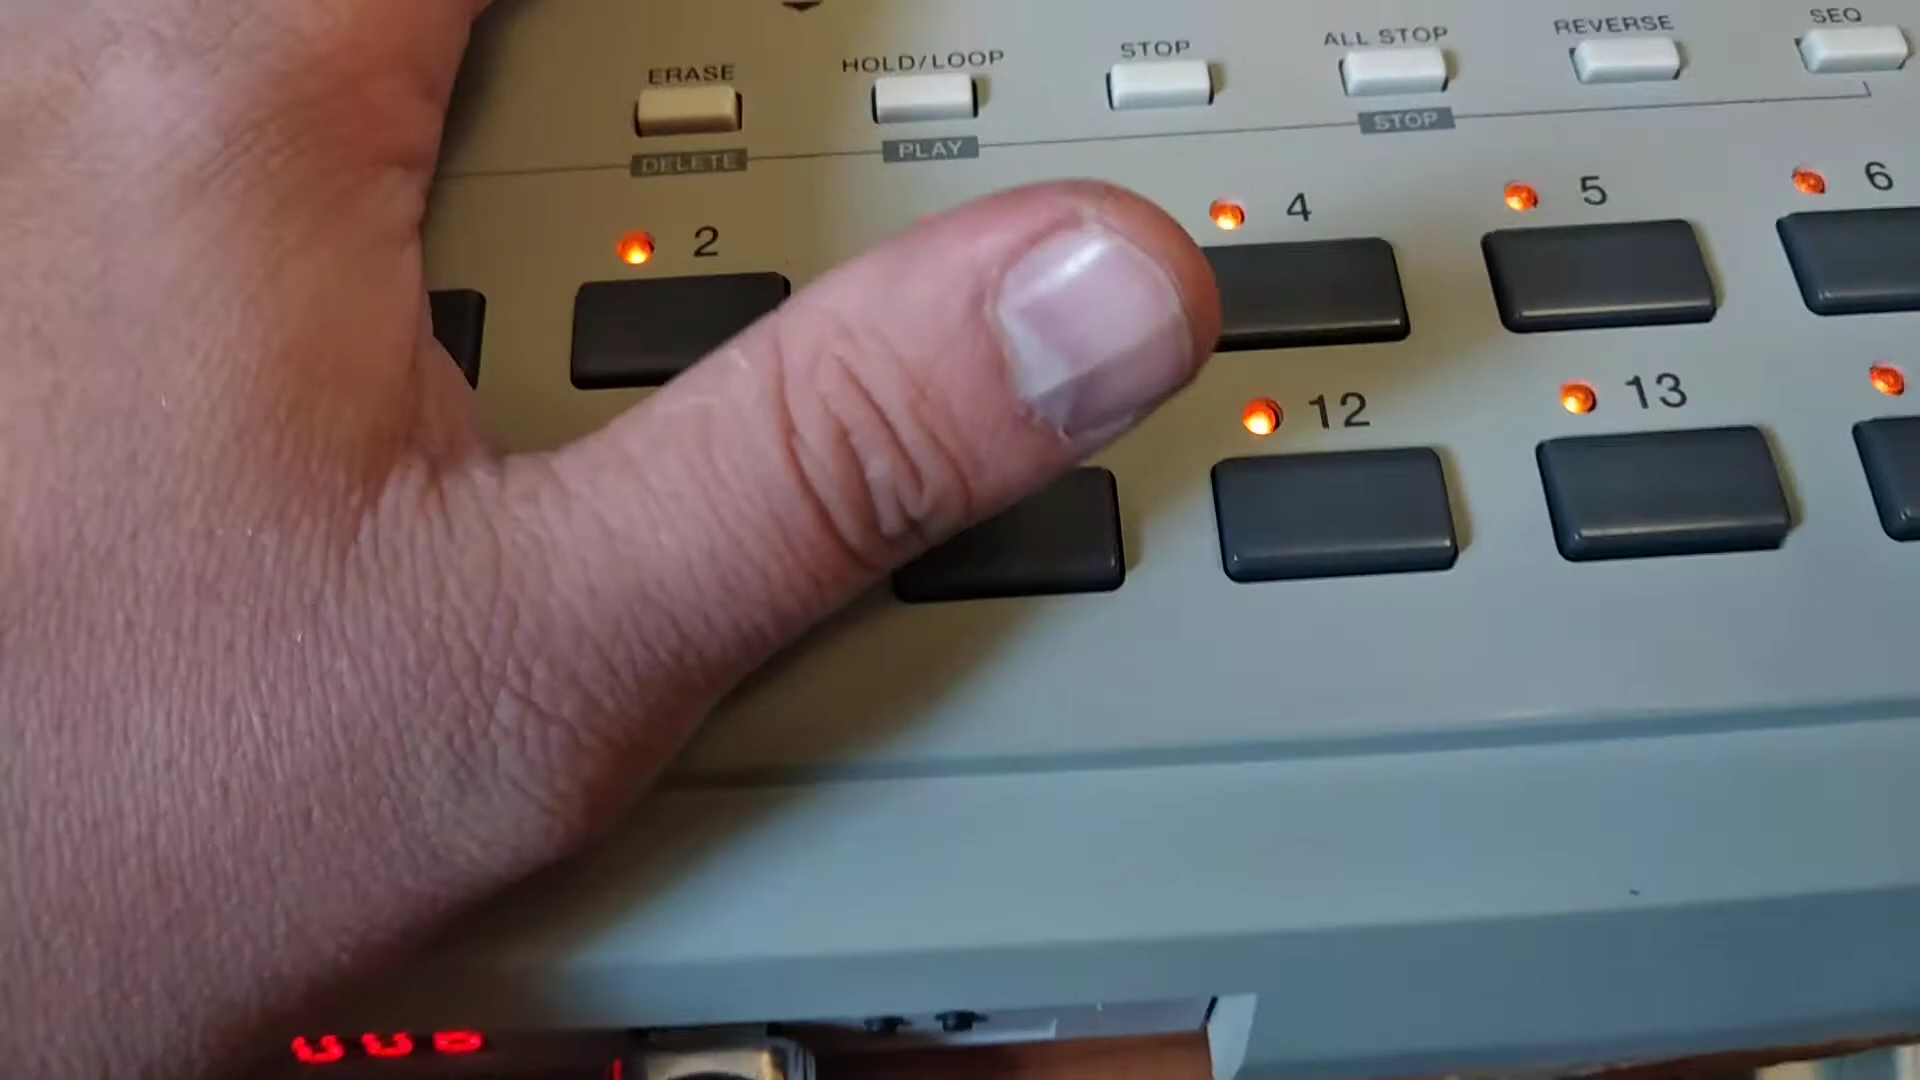 ERASE
HOLD/LOOP
STOP
ALL STOP
REVERSE
SEQ
DELETE
PLAY
STOP
2
4
5
6
12
13